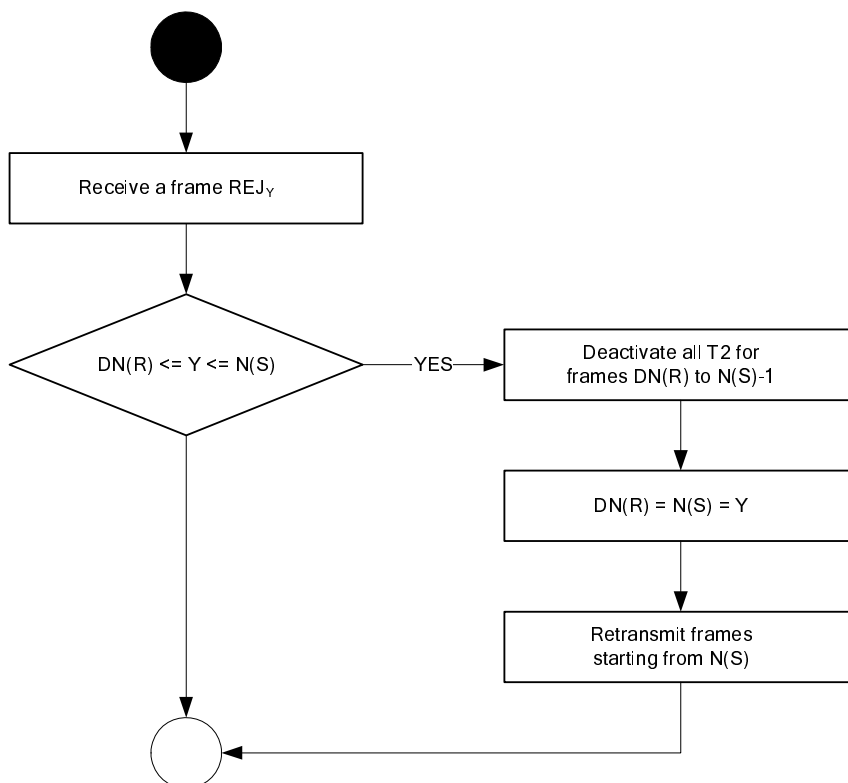 Receive a frame REJY
DN(R) <= Y <= N(S)
YES
Deactivate all T2 for
frames DN(R) to N(S)-1
DN(R) = N(S) = Y
Retransmit frames
starting from N(S)